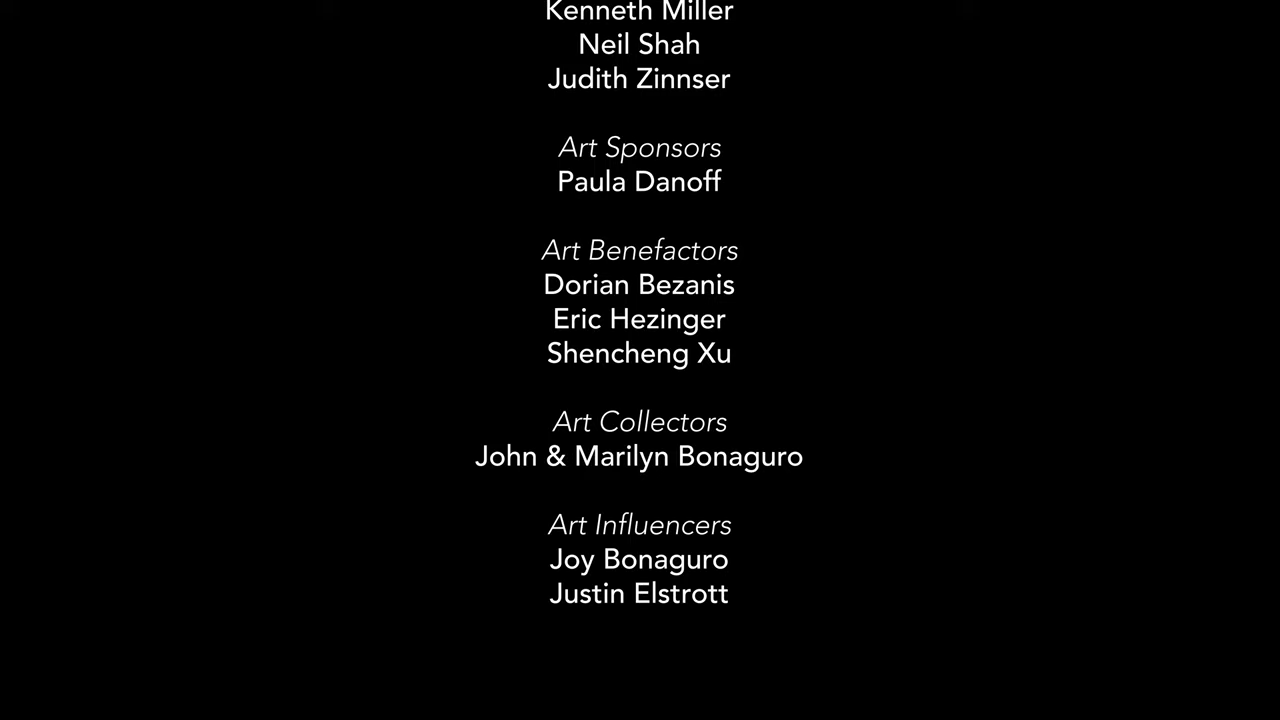 Kenneth Miller
Neil Shah
Judith Zinnser
Art Sponsors
Paula Danoff
Art Benefactors
Dorian Bezanis
Eric Hezinger
Shencheng Xu
Art Collectors
John & Marilyn Bonaguro
Art Influencers
Joy Bonaguro
Justin Elstrott